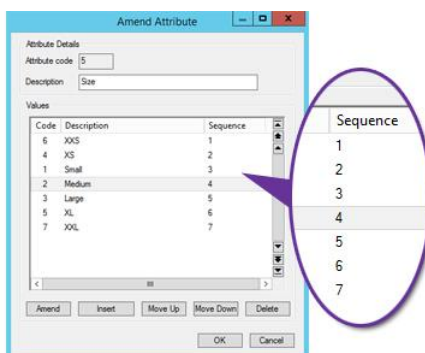 Amend Attribute
Attribute Details
Attribute code 5
Description Size
Values
Code Description Sequence
6 XXS 1
4 XS 2
1 Small 3
2 Medium 4
3 Large 5
5 XL 6
7 XXL 7
Amend Insert Move Up Move Down Delete
OK Cancel
Sequence
1
2
3
4
5
6
7